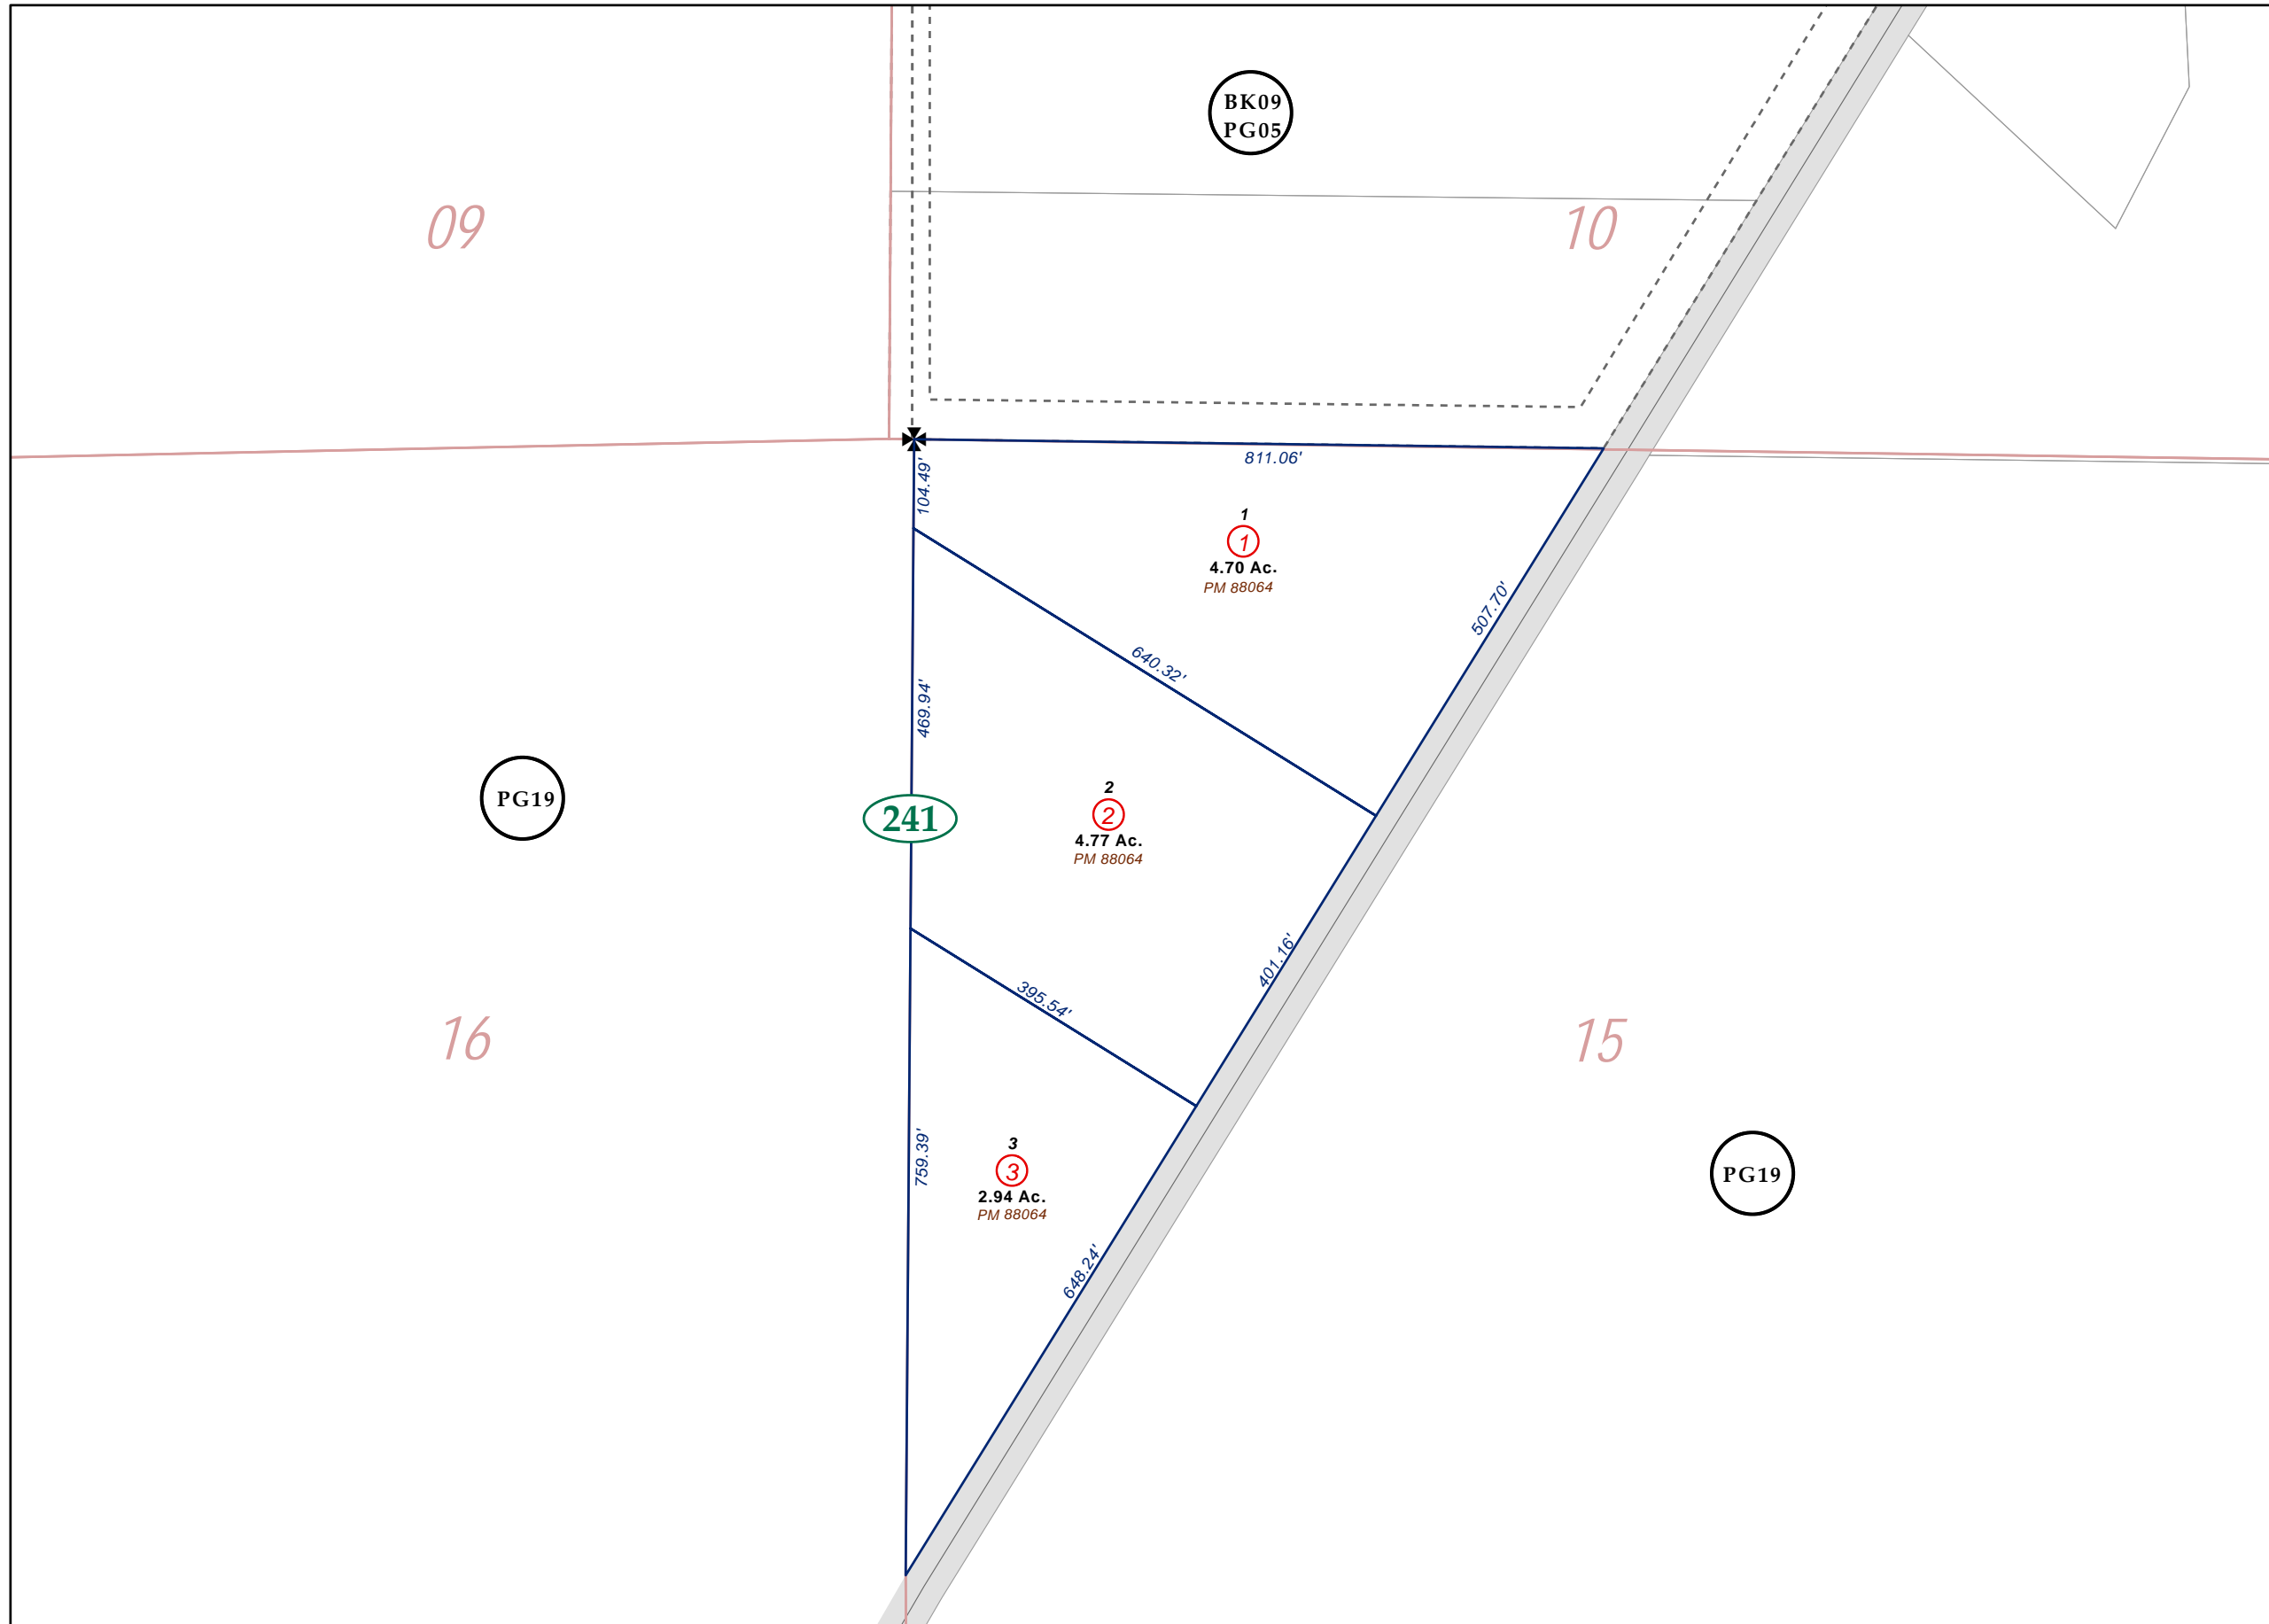 BK09
PG05
09
10
811.06'
104.49'
1
1
4.70 Ac.
PM 88064
507.70'
640.32'
469.94'
PG19
241
2
2
4.77 Ac.
PM 88064
401.16'
395.54'
16
15
759.39'
3
3
2.94 Ac.
PM 88064
PG19
648.24'